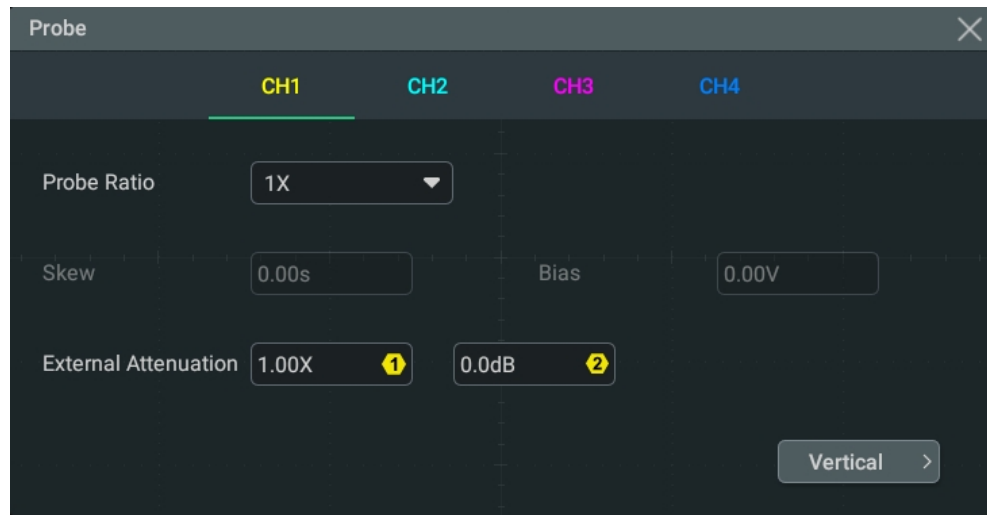 Probe
CH1 CH2 CH3 CH4
Probe Ratio 1X
Skew 0.00s Bias 0.00V
External Attenuation 1.00X 1 0.0dB 2
Vertical >